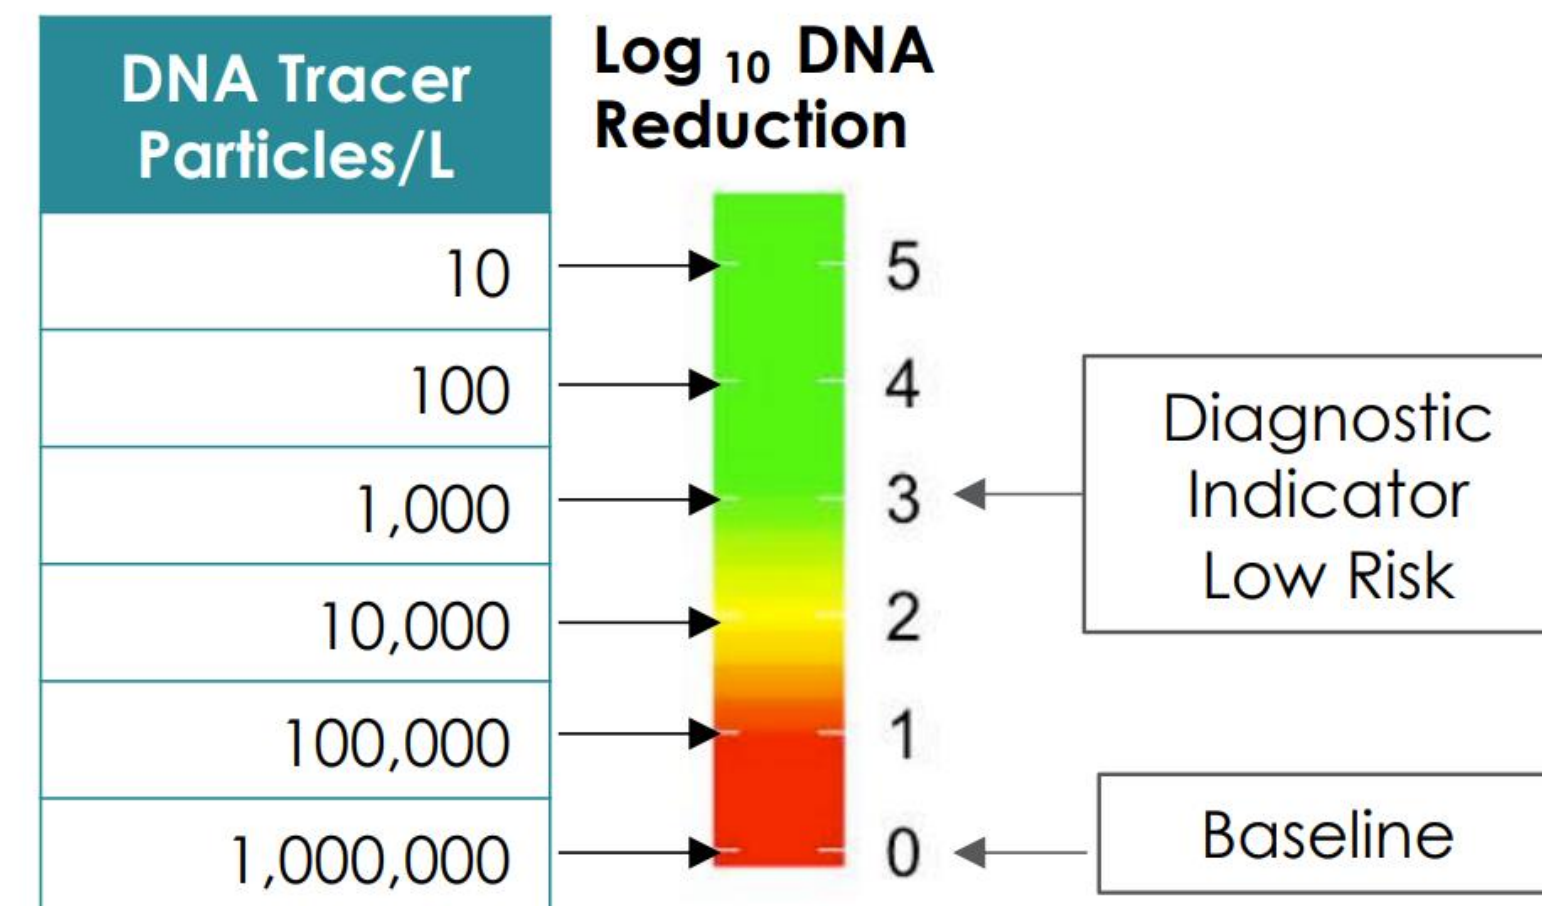 DNA Tracer
Particles/L
Log 10 DNA
Reduction
10
5
100
4
1,000
3
10,000
2
100,000
1
1,000,000
0
Diagnostic
Indicator
Low Risk
Baseline